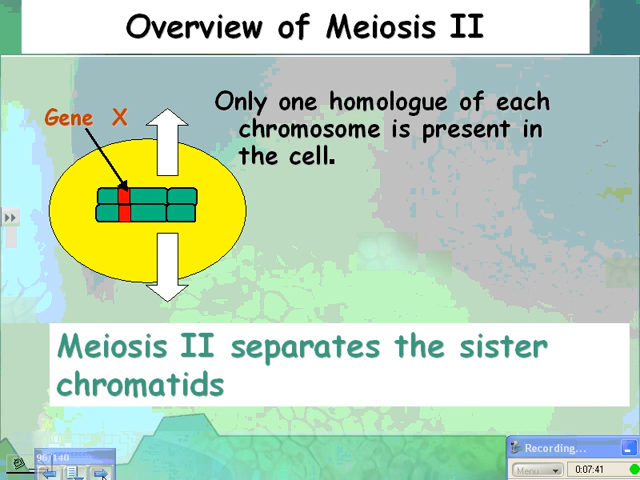 Overview of Meiosis II
Only one homologue of each
chromosome is present in
the cell.
Gene X
Meiosis II separates the sister
chromatids
96/140
Recording...
Menu
0:07:41